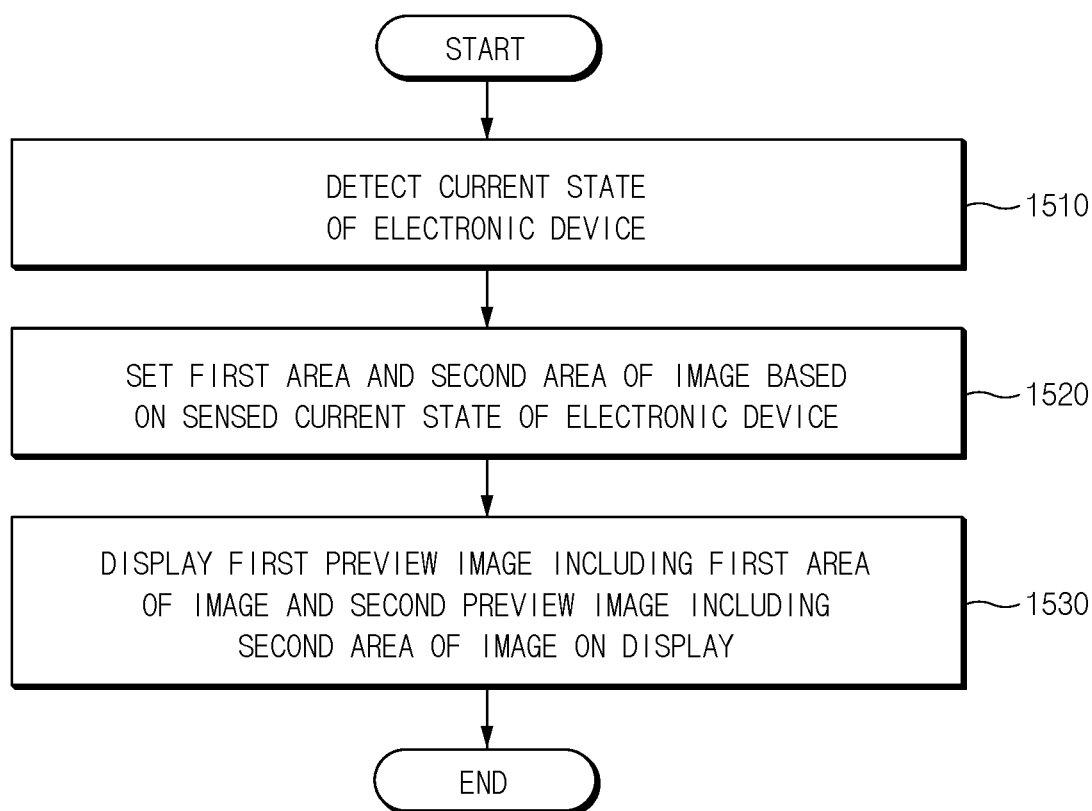 START
DETECT CURRENT STATE
OF ELECTRONIC DEVICE
1510
SET FIRST AREA AND SECOND AREA OF IMAGE BASED
ON SENSED CURRENT STATE OF ELECTRONIC DEVICE
1520
DISPLAY FIRST PREVIEW IMAGE INCLUDING FIRST AREA
OF IMAGE AND SECOND PREVIEW IMAGE INCLUDING
SECOND AREA OF IMAGE ON DISPLAY
1530
END